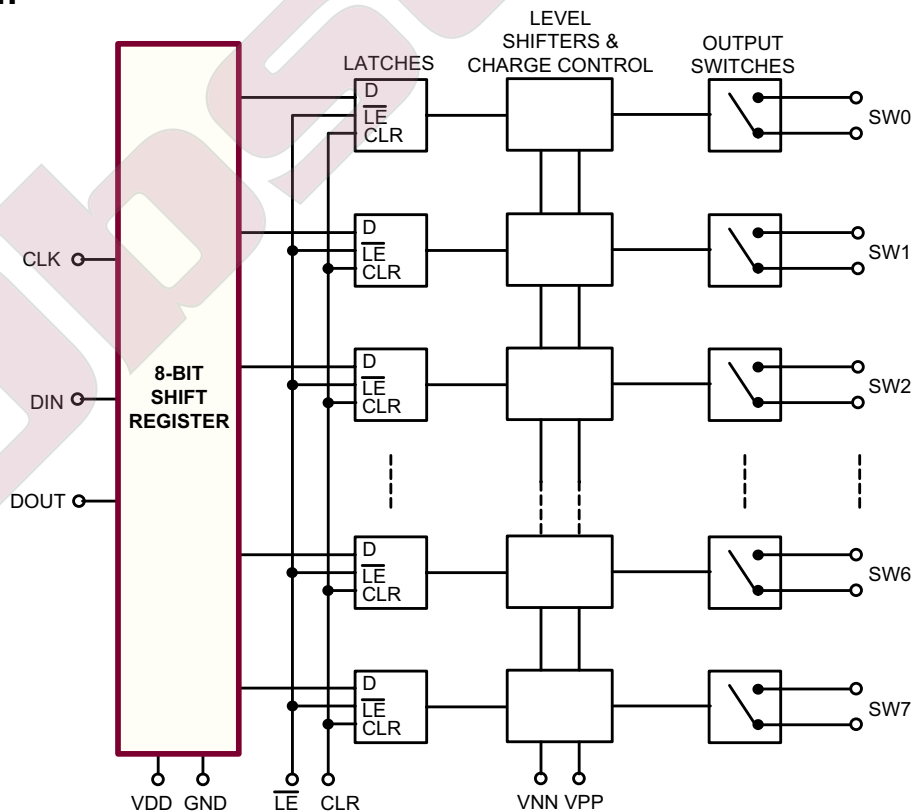 LEVEL
SHIFTERS &
CHARGE CONTROL
OUTPUT
SWITCHES
LATCHES
D
LE
CLR
SW0
D
LE
CLR
SW1
CLK
D
LE
CLR
SW2
8-BIT
SHIFT
REGISTER
DIN
DOUT
D
LE
CLR
SW6
D
LE
CLR
SW7
VDD GND LE CLR VNN VPP